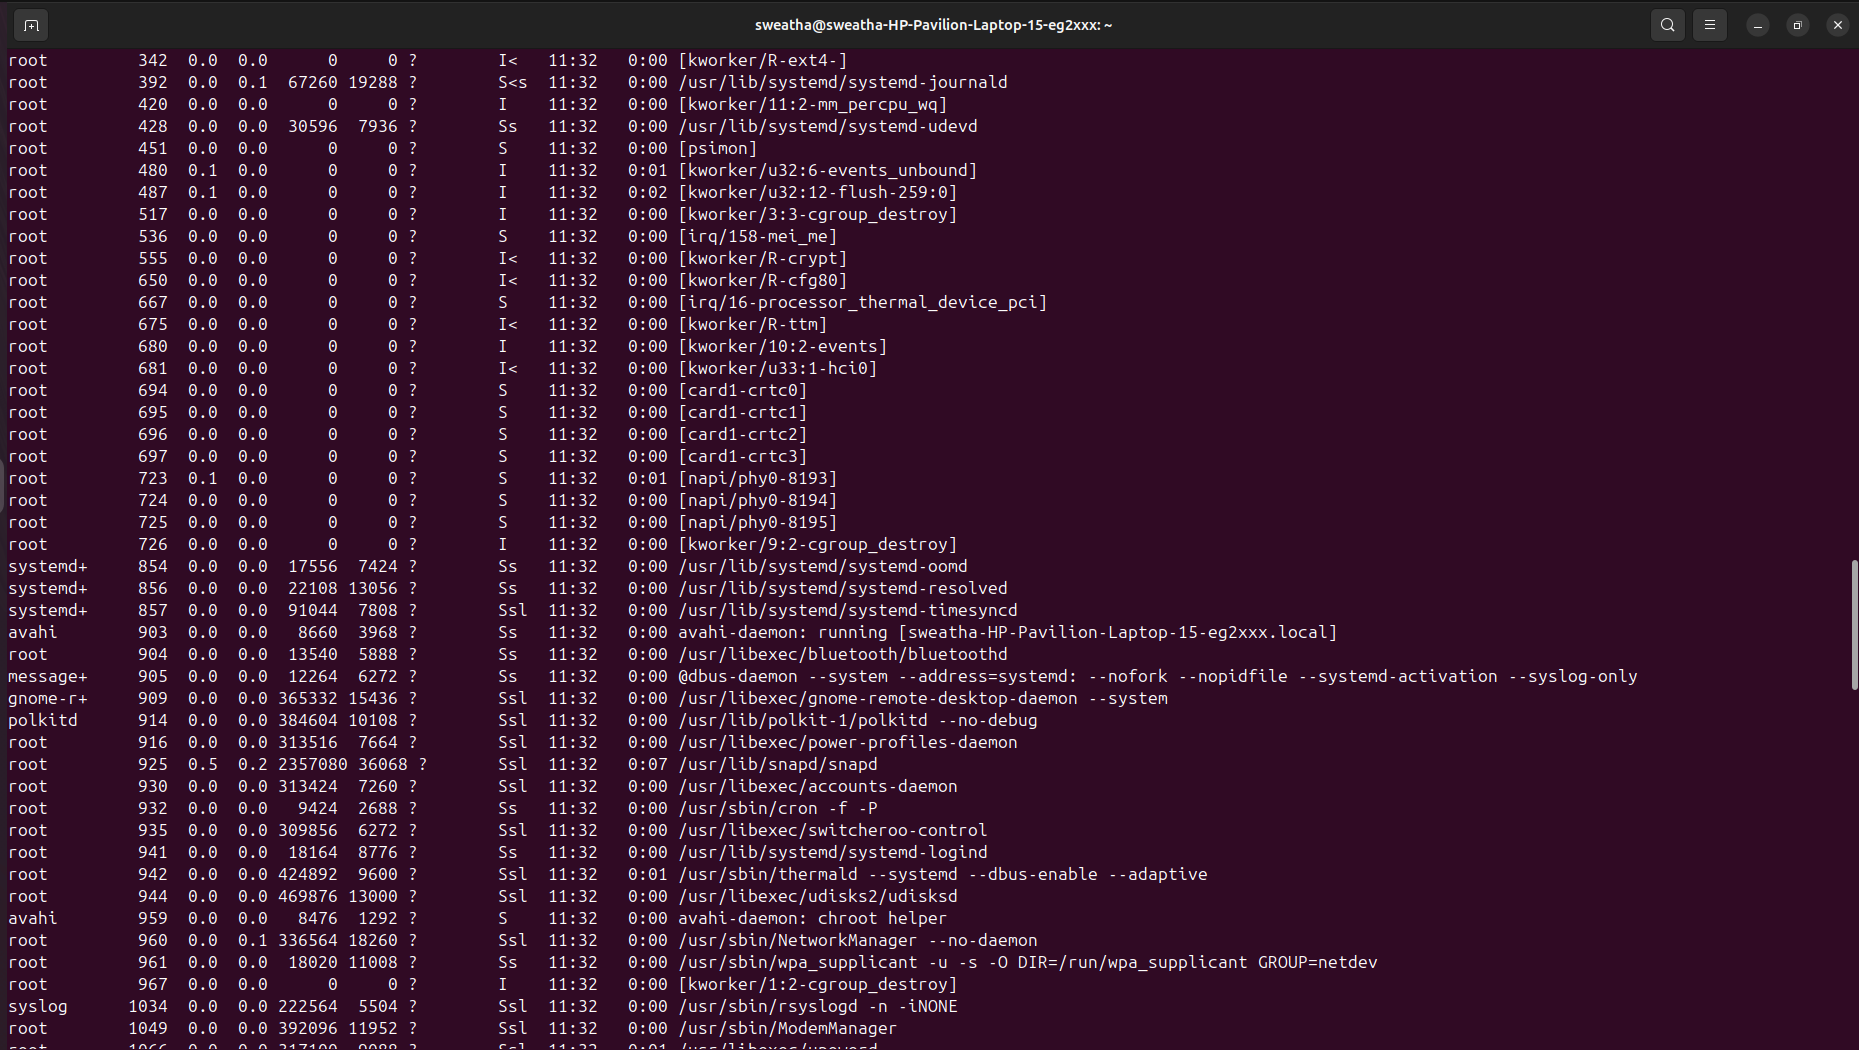 sweatha@sweatha-HP-Pavilion-Laptop-15-eg2xxx: ~
root 342 0.0 0.0 0 0 ? I< 11:32 0:00 [kworker/R-ext4-]
root 392 0.0 0.1 67260 19288 ? S<s 11:32 0:00 /usr/lib/systemd/systemd-journald
root 420 0.0 0.0 0 0 ? I 11:32 0:00 [kworker/11:2-mm_percpu_wq]
root 428 0.0 0.0 30596 7936 ? Ss 11:32 0:00 /usr/lib/systemd/systemd-udevd
root 451 0.0 0.0 0 0 ? S 11:32 0:00 [psimon]
root 480 0.1 0.0 0 0 ? I 11:32 0:01 [kworker/u32:6-events_unbound]
root 487 0.1 0.0 0 0 ? I 11:32 0:02 [kworker/u32:12-flush-259:0]
root 517 0.0 0.0 0 0 ? I 11:32 0:00 [kworker/3:3-cgroup_destroy]
root 536 0.0 0.0 0 0 ? S 11:32 0:00 [irq/158-mei_me]
root 555 0.0 0.0 0 0 ? I< 11:32 0:00 [kworker/R-crypt]
root 650 0.0 0.0 0 0 ? I< 11:32 0:00 [kworker/R-cfg80]
root 667 0.0 0.0 0 0 ? S 11:32 0:00 [irq/16-processor_thermal_device_pci]
root 675 0.0 0.0 0 0 ? I< 11:32 0:00 [kworker/R-ttm]
root 680 0.0 0.0 0 0 ? I 11:32 0:00 [kworker/10:2-events]
root 681 0.0 0.0 0 0 ? I< 11:32 0:00 [kworker/u33:1-hci0]
root 694 0.0 0.0 0 0 ? S 11:32 0:00 [card1-crtc0]
root 695 0.0 0.0 0 0 ? S 11:32 0:00 [card1-crtc1]
root 696 0.0 0.0 0 0 ? S 11:32 0:00 [card1-crtc2]
root 697 0.0 0.0 0 0 ? S 11:32 0:00 [card1-crtc3]
root 723 0.1 0.0 0 0 ? S 11:32 0:01 [napi/phy0-8193]
root 724 0.0 0.0 0 0 ? S 11:32 0:00 [napi/phy0-8194]
root 725 0.0 0.0 0 0 ? S 11:32 0:00 [napi/phy0-8195]
root 726 0.0 0.0 0 0 ? I 11:32 0:00 [kworker/9:2-cgroup_destroy]
systemd+ 854 0.0 0.0 17556 7424 ? Ss 11:32 0:00 /usr/lib/systemd/systemd-oomd
systemd+ 856 0.0 0.0 22108 13056 ? Ss 11:32 0:00 /usr/lib/systemd/systemd-resolved
systemd+ 857 0.0 0.0 91044 7808 ? Ssl 11:32 0:00 /usr/lib/systemd/systemd-timesyncd
avahi 903 0.0 0.0 8660 3968 ? Ss 11:32 0:00 avahi-daemon: running [sweatha-HP-Pavilion-Laptop-15-eg2xxx.local]
root 904 0.0 0.0 13540 5888 ? Ss 11:32 0:00 /usr/libexec/bluetooth/bluetoothd
message+ 905 0.0 0.0 12264 6272 ? Ss 11:32 0:00 @dbus-daemon --system --address=systemd: --nofork --nopidfile --systemd-activation --syslog-only
gnome-r+ 909 0.0 0.0 365332 15436 ? Ssl 11:32 0:00 /usr/libexec/gnome-remote-desktop-daemon --system
polkitd 914 0.0 0.0 384604 10108 ? Ssl 11:32 0:00 /usr/lib/polkit-1/polkitd --no-debug
root 916 0.0 0.0 313516 7664 ? Ssl 11:32 0:00 /usr/libexec/power-profiles-daemon
root 925 0.5 0.2 2357080 36068 ? Ssl 11:32 0:07 /usr/lib/snapd/snapd
root 930 0.0 0.0 313424 7260 ? Ssl 11:32 0:00 /usr/libexec/accounts-daemon
root 932 0.0 0.0 9424 2688 ? Ss 11:32 0:00 /usr/sbin/cron -f -P
root 935 0.0 0.0 309856 6272 ? Ssl 11:32 0:00 /usr/libexec/switcheroo-control
root 941 0.0 0.0 18164 8776 ? Ss 11:32 0:00 /usr/lib/systemd/systemd-logind
root 942 0.0 0.0 424892 9600 ? Ssl 11:32 0:01 /usr/sbin/thermald --systemd --dbus-enable --adaptive
root 944 0.0 0.0 469876 13000 ? Ssl 11:32 0:00 /usr/libexec/udisks2/udisksd
avahi 959 0.0 0.0 8476 1292 ? S 11:32 0:00 avahi-daemon: chroot helper
root 960 0.0 0.1 336564 18260 ? Ssl 11:32 0:00 /usr/sbin/NetworkManager --no-daemon
root 961 0.0 0.0 18020 11008 ? Ss 11:32 0:00 /usr/sbin/wpa_supplicant -u -s -O DIR=/run/wpa_supplicant GROUP=netdev
root 967 0.0 0.0 0 0 ? I 11:32 0:00 [kworker/1:2-cgroup_destroy]
syslog 1034 0.0 0.0 222564 5504 ? Ssl 11:32 0:00 /usr/sbin/rsyslogd -n -iNONE
root 1049 0.0 0.0 392096 11952 ? Ssl 11:32 0:00 /usr/sbin/ModemManager